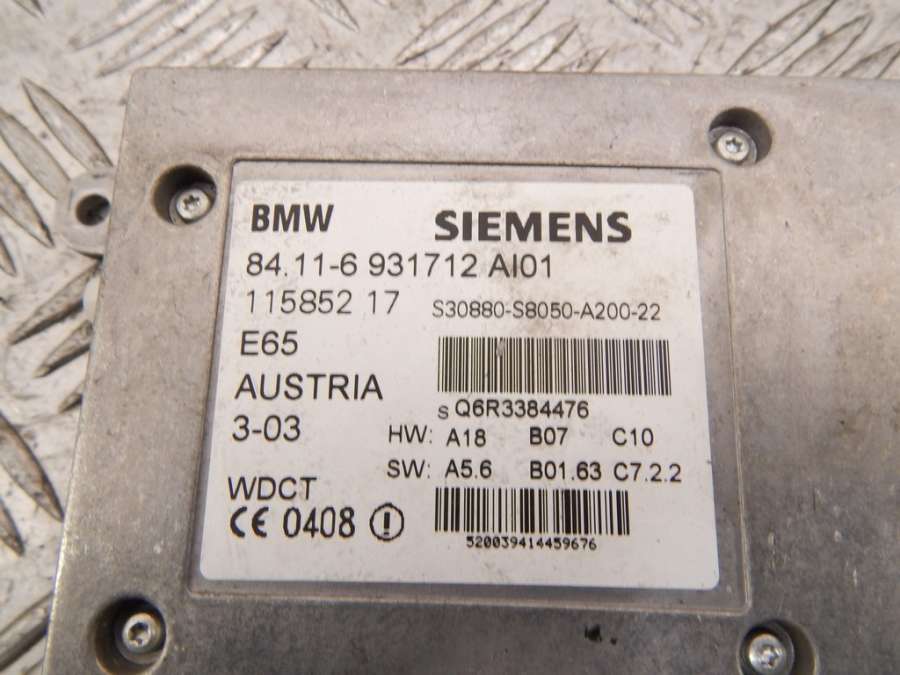 BMW SIEMENS
84.11-6 931712 AI01
115852 17 S30880-S8050-A200-22
E65
AUSTRIA
S Q6R3384476
3-03 HW: A18 B07 C10
SW: A5.6 B01.63 C7.2.2
WDCT
CE 0408
520039414459676